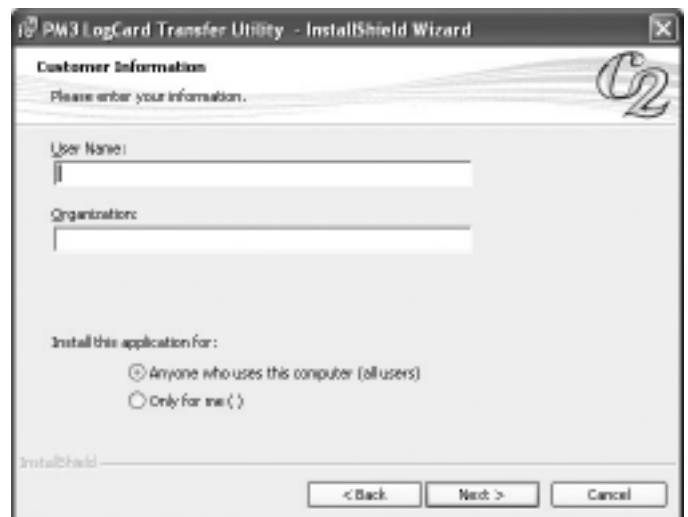 PM3 LogCard Transfer Utility - InstallShield Wizard
Customer Information
Please enter your information.
C2
User Name:
Organization:
Install this application for:
Anyone who uses this computer (all users)
Only for me ( )
InstallShield
< Back
Next >
Cancel